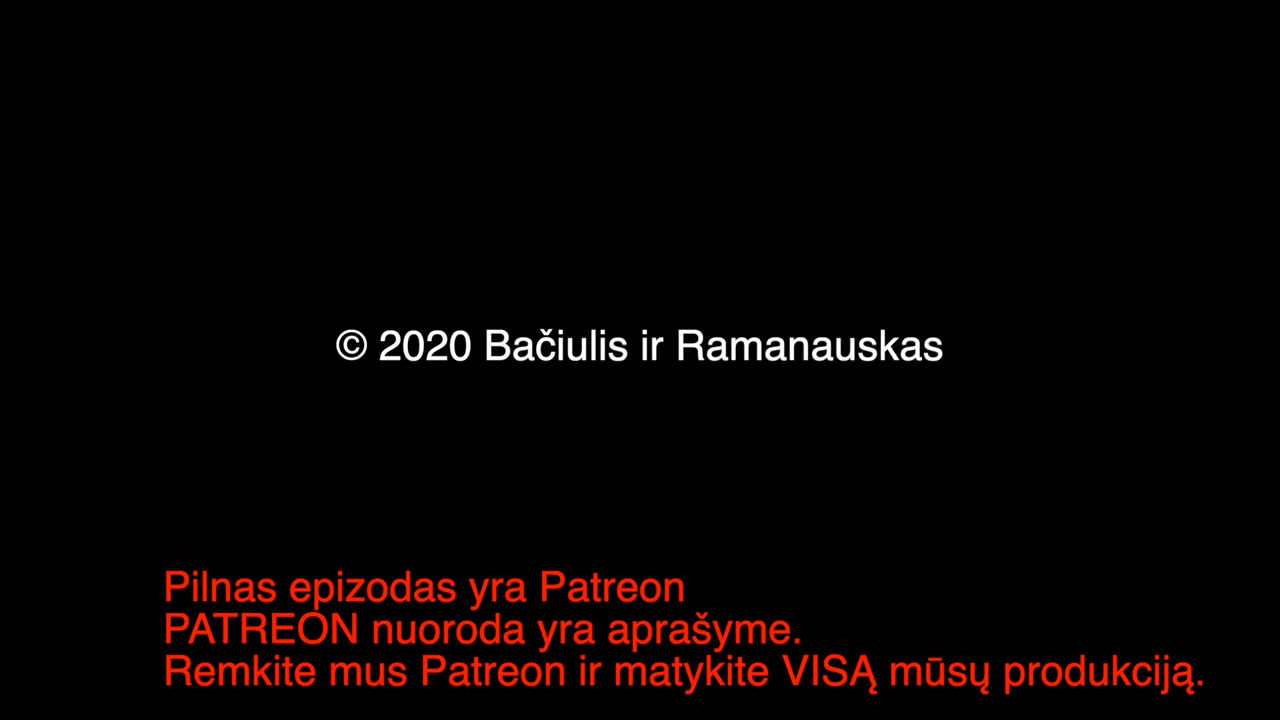 © 2020 Bačiulis ir Ramanauskas
Pilnas epizodas yra Patreon
PATREON nuoroda yra aprašyme.
Remkite mus Patreon ir matykite VISĄ mūsų produkciją.